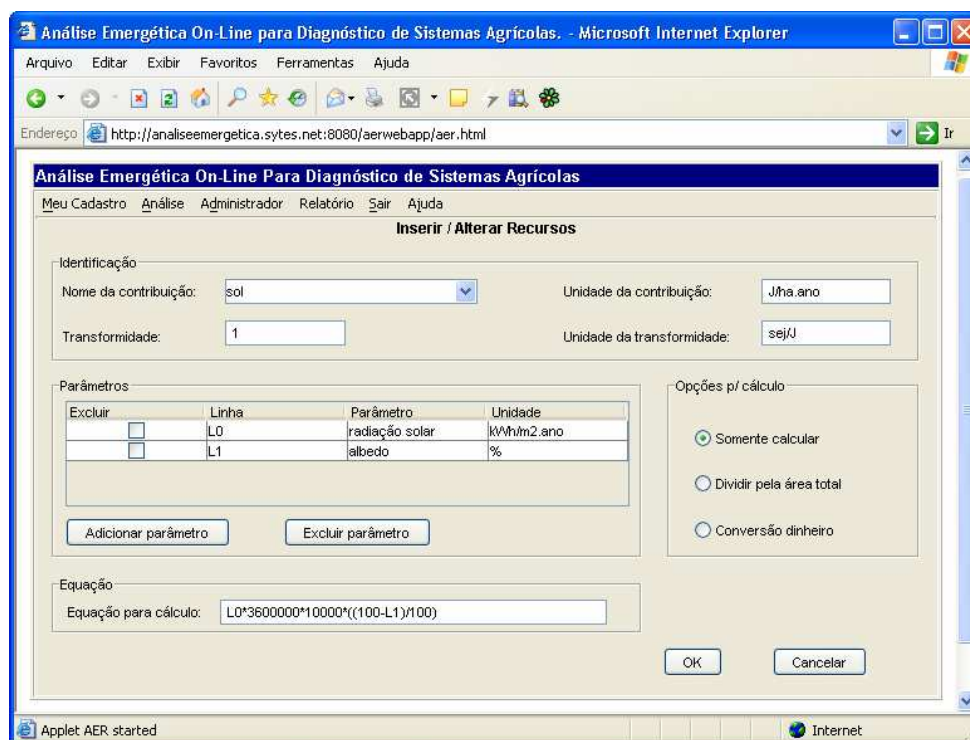 Análise Emergética On-Line para Diagnóstico de Sistemas Agrícolas. - Microsoft Internet Explorer
Arquivo Editar Exibir Favoritos Ferramentas Ajuda
Endereço http://analiseemergetica.sytes.net:8080/aerwebapp/aer.html Ir
Análise Emergética On-Line Para Diagnóstico de Sistemas Agrícolas
Meu Cadastro Análise Administrador Relatório Sair Ajuda
Inserir / Alterar Recursos
Identificação
Nome da contribuição: sol Unidade da contribuição: J/ha.ano
Transformidade: 1 Unidade da transformidade: sej/J
Parâmetros
Excluir Linha Parâmetro Unidade
L0 radiação solar kWh/m2.ano
L1 albedo %
Adicionar parâmetro Excluir parâmetro
Opções p/ cálculo
Somente calcular
Dividir pela área total
Conversão dinheiro
Equação
Equação para cálculo: L0*3600000*10000*((100-L1)/100)
OK Cancelar
Applet AER started Internet